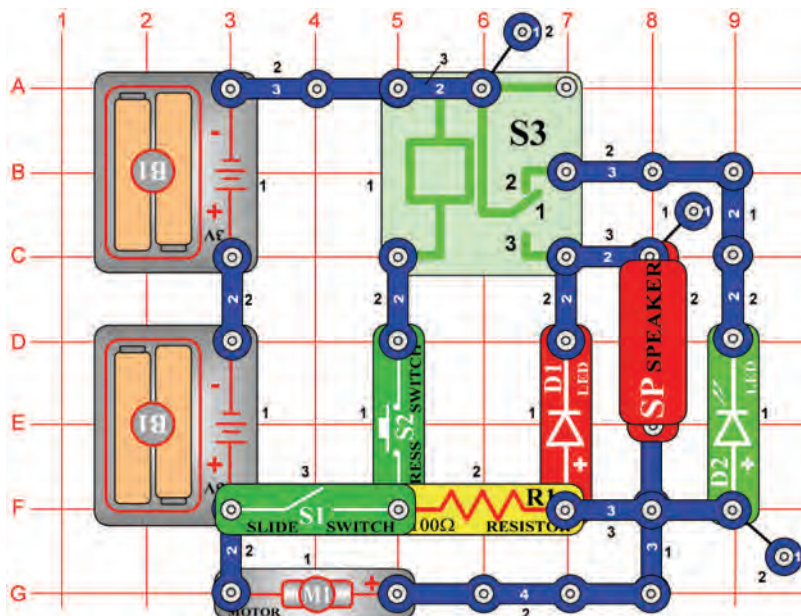 1 2 3 4 5 6 7 8 9
A
B
C
D
E
F
G
2
3
3
2
1 2
B1
-
+
3V
1
1
S3
2
1
3
2
3
1
2
1
1
3
2
2
2
2
2
2
2
2
2
B1
-
+
V
1
S2
PRESS SWITCH
D1
LED
+
1
1
SP SPEAKER
D2
LED
+
1
3
S1
SLIDE SWITCH
2
R1
100Ω RESISTOR
3
3
2
2
1
M1
+
MOTOR
4
2
3
1
2
1